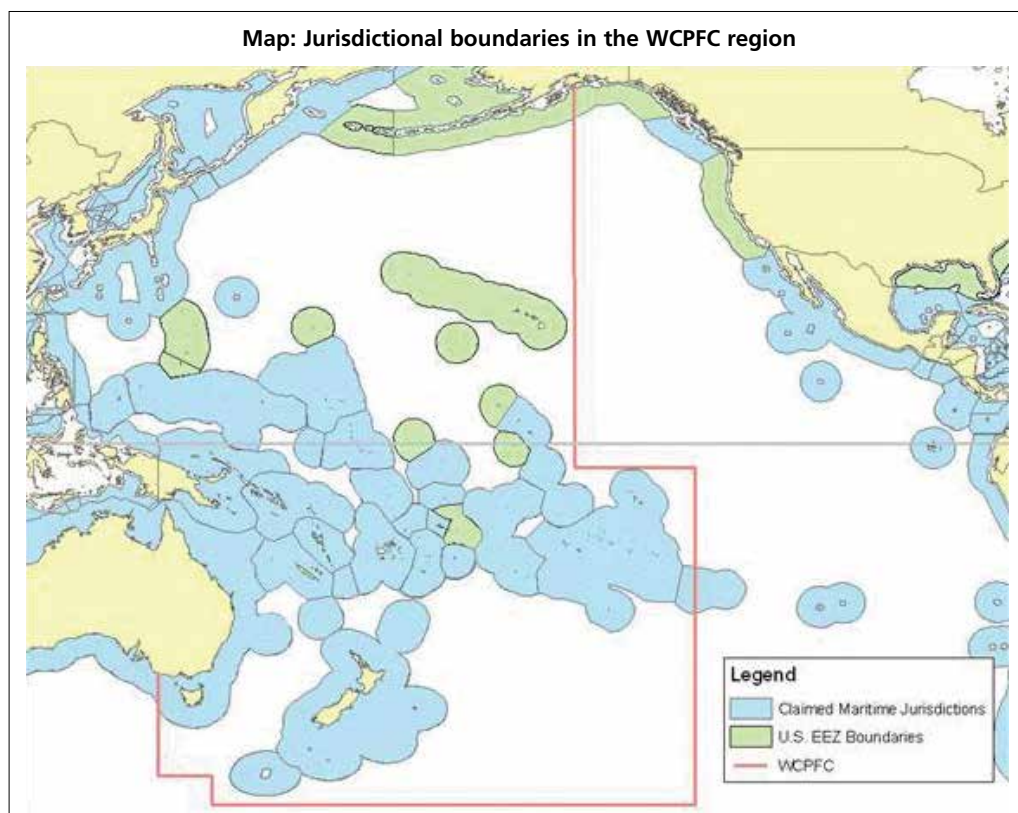 Map: Jurisdictional boundaries in the WCPFC region
Legend
Claimed Maritime Jurisdictions
U.S. EEZ Boundaries
WCPFC